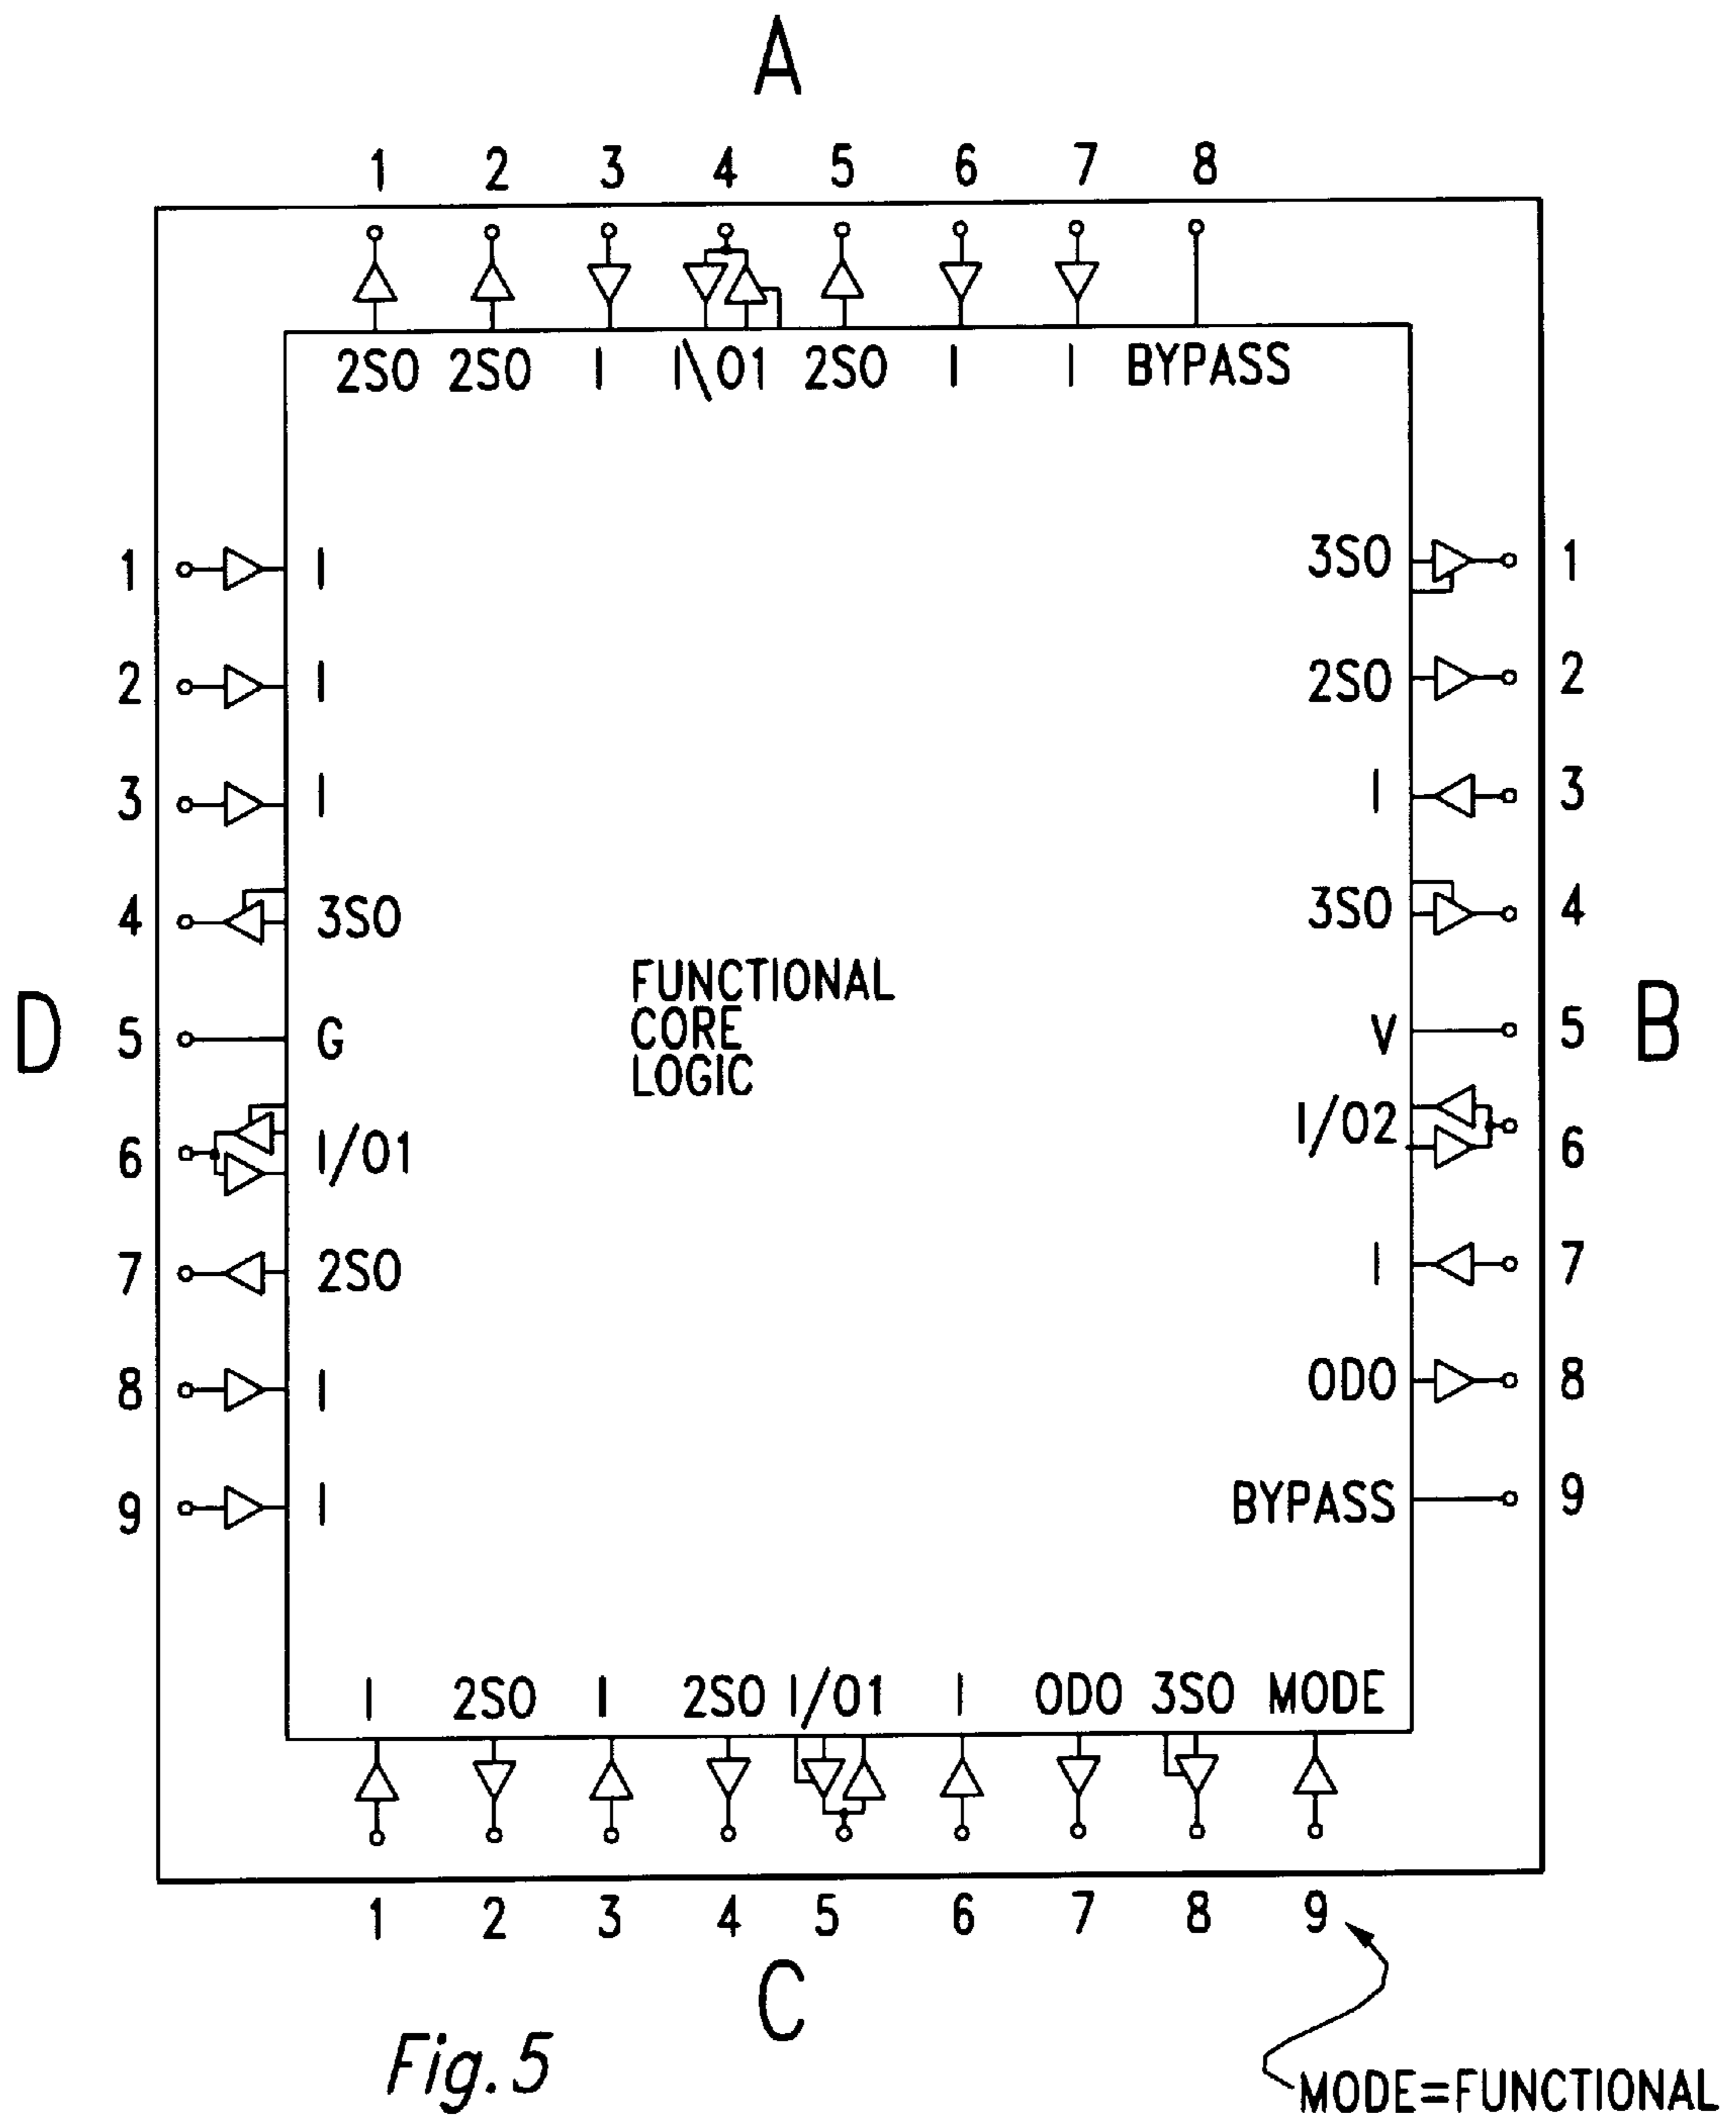 A
1 2 3 4 5 6 7 8
2SO 2SO I I\O1 2SO I I BYPASS
1 I 3SO 1
2 I 2SO 2
3 I I 3
4 3SO 3SO 4
FUNCTIONAL
CORE
LOGIC
D 5 G V 5 B
6 I/O1 I/O2 6
7 2SO I 7
8 I ODO 8
9 I BYPASS 9
I 2SO I 2SO I/O1 I ODO 3SO MODE
1 2 3 4 5 6 7 8 9
C
Fig. 5
MODE=FUNCTIONAL